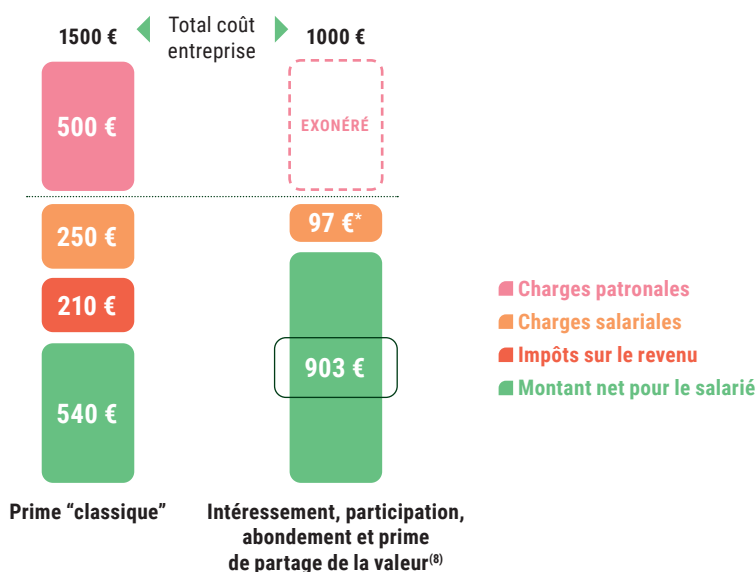 1500 €
Total coût
entreprise
1000 €
500 €
EXONÉRÉ
250 €
97 €*
210 €
540 €
903 €
Charges patronales
Charges salariales
Impôts sur le revenu
Montant net pour le salarié
Prime “classique”
Intéressement, participation,
abondement et prime
de partage de la valeur(8)